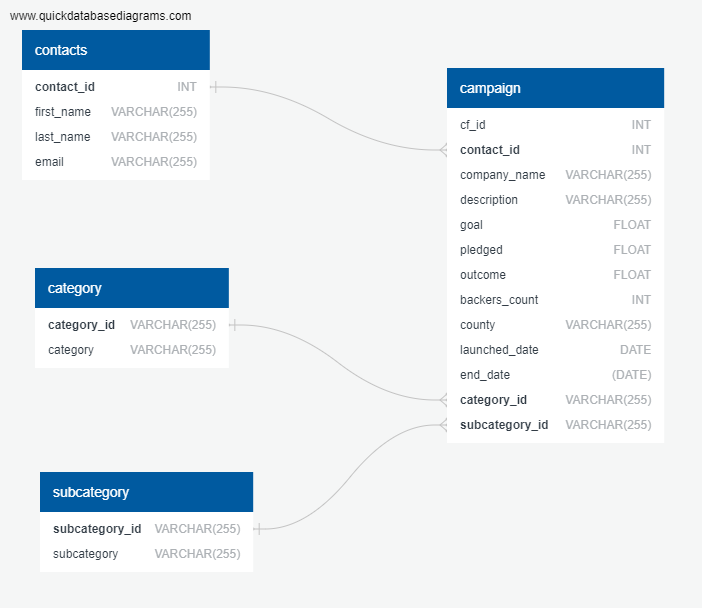 www.quickdatabasediagrams.com
contacts
contact_id INT
first_name VARCHAR(255)
last_name VARCHAR(255)
email VARCHAR(255)
campaign
cf_id INT
contact_id INT
company_name VARCHAR(255)
description VARCHAR(255)
goal FLOAT
pledged FLOAT
outcome FLOAT
backers_count INT
county VARCHAR(255)
launched_date DATE
end_date (DATE)
category_id VARCHAR(255)
subcategory_id VARCHAR(255)
category
category_id VARCHAR(255)
category VARCHAR(255)
subcategory
subcategory_id VARCHAR(255)
subcategory VARCHAR(255)